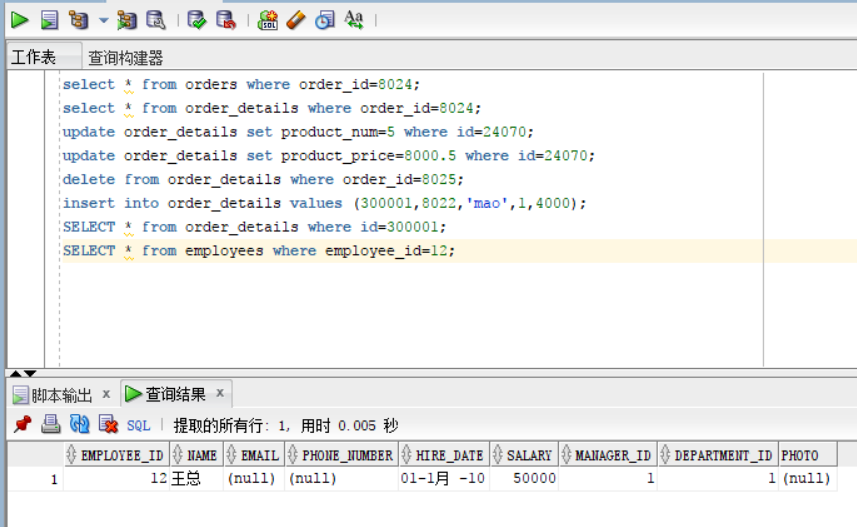 工作表 查询构建器
select * from orders where order_id=8024;
select * from order_details where order_id=8024;
update order_details set product_num=5 where id=24070;
update order_details set product_price=8000.5 where id=24070;
delete from order_details where order_id=8025;
insert into order_details values (300001,8022,'mao',1,4000);
SELECT * from order_details where id=300001;
SELECT * from employees where employee_id=12;
脚本输出 x 查询结果 x
SQL | 提取的所有行: 1, 用时 0.005 秒
EMPLOYEE_ID NAME EMAIL PHONE_NUMBER HIRE_DATE SALARY MANAGER_ID DEPARTMENT_ID PHOTO
1 12 王总 (null) (null) 01-1月 -10 50000 1 1 (null)